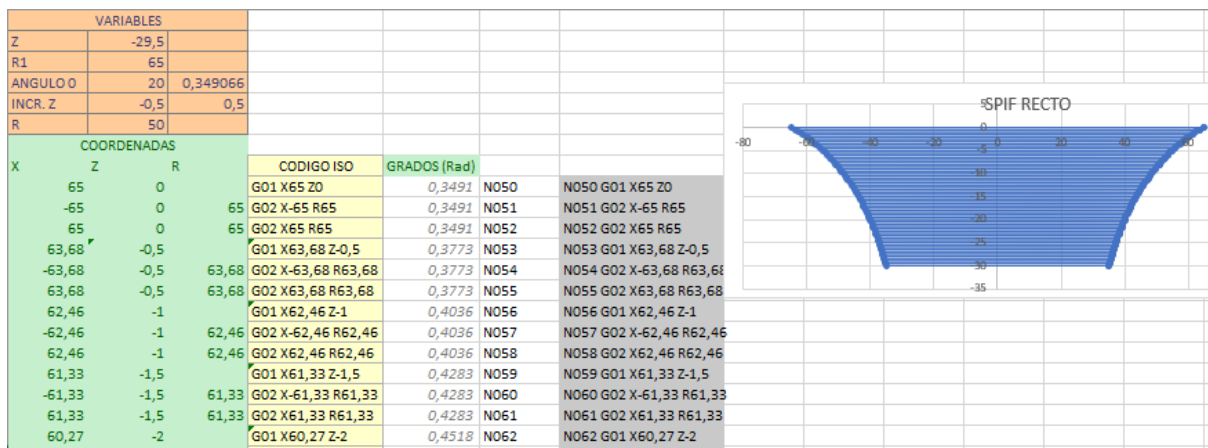 VARIABLES
Z -29,5
R1 65
ANGULO 0 20 0,349066
INCR. Z -0,5 0,5
R 50
COORDENADAS
X Z R CODIGO ISO GRADOS (Rad)
65 0 G01 X65 Z0 0,3491 N050 N050 G01 X65 Z0
-65 0 65 G02 X-65 R65 0,3491 N051 N051 G02 X-65 R65
65 0 65 G02 X65 R65 0,3491 N052 N052 G02 X65 R65
63,68 -0,5 G01 X63,68 Z-0,5 0,3773 N053 N053 G01 X63,68 Z-0,5
-63,68 -0,5 63,68 G02 X-63,68 R63,68 0,3773 N054 N054 G02 X-63,68 R63,68
63,68 -0,5 63,68 G02 X63,68 R63,68 0,3773 N055 N055 G02 X63,68 R63,68
62,46 -1 G01 X62,46 Z-1 0,4036 N056 N056 G01 X62,46 Z-1
-62,46 -1 62,46 G02 X-62,46 R62,46 0,4036 N057 N057 G02 X-62,46 R62,46
62,46 -1 62,46 G02 X62,46 R62,46 0,4036 N058 N058 G02 X62,46 R62,46
61,33 -1,5 G01 X61,33 Z-1,5 0,4283 N059 N059 G01 X61,33 Z-1,5
-61,33 -1,5 61,33 G02 X-61,33 R61,33 0,4283 N060 N060 G02 X-61,33 R61,33
61,33 -1,5 61,33 G02 X61,33 R61,33 0,4283 N061 N061 G02 X61,33 R61,33
60,27 -2 G01 X60,27 Z-2 0,4518 N062 N062 G01 X60,27 Z-2
SPIF RECTO
5
0
-80 -60 -40 -20 0 20 40 60
-5
-10
-15
-20
-25
-30
-35